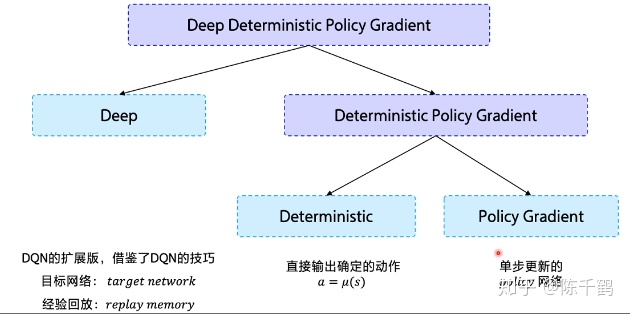 Deep Deterministic Policy Gradient
Deep
Deterministic Policy Gradient
Deterministic
Policy Gradient
DQN的扩展版，借鉴了DQN的技巧
目标网络：target network
经验回放：replay memory
直接输出确定的动作
a = μ(s)
单步更新的
policy 网络
知乎 @陈千鹤